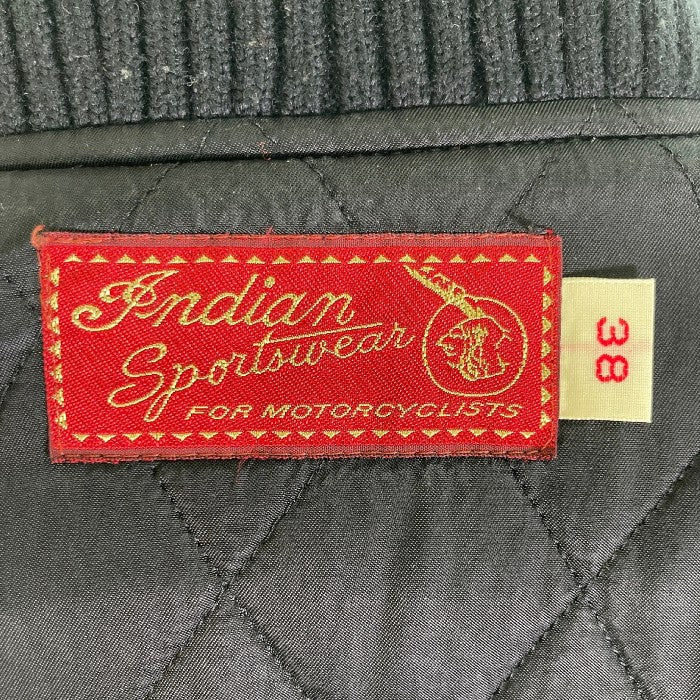 Indian
Sportswear
FOR MOTORCYCLISTS
38